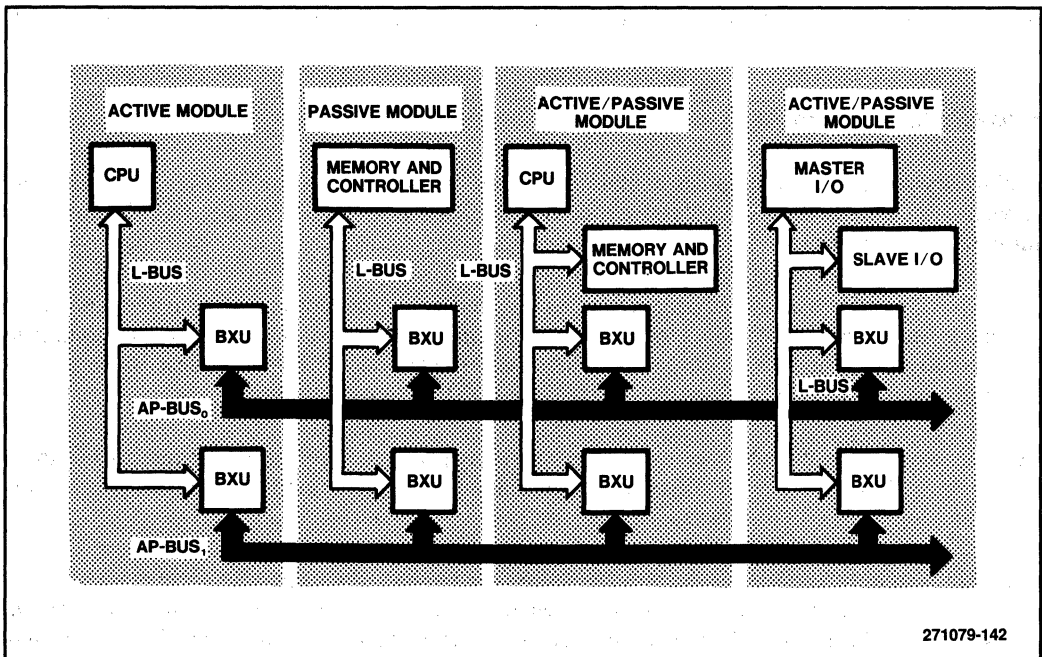 ACTIVE MODULE
PASSIVE MODULE
ACTIVE/PASSIVE
MODULE
ACTIVE/PASSIVE
MODULE
CPU
MEMORY AND
CONTROLLER
CPU
MASTER
I/O
MEMORY AND
CONTROLLER
SLAVE I/O
L-BUS
L-BUS
L-BUS
BXU
BXU
BXU
BXU
L-BUS
AP-BUS₀
BXU
BXU
BXU
BXU
AP-BUS₁
271079-142